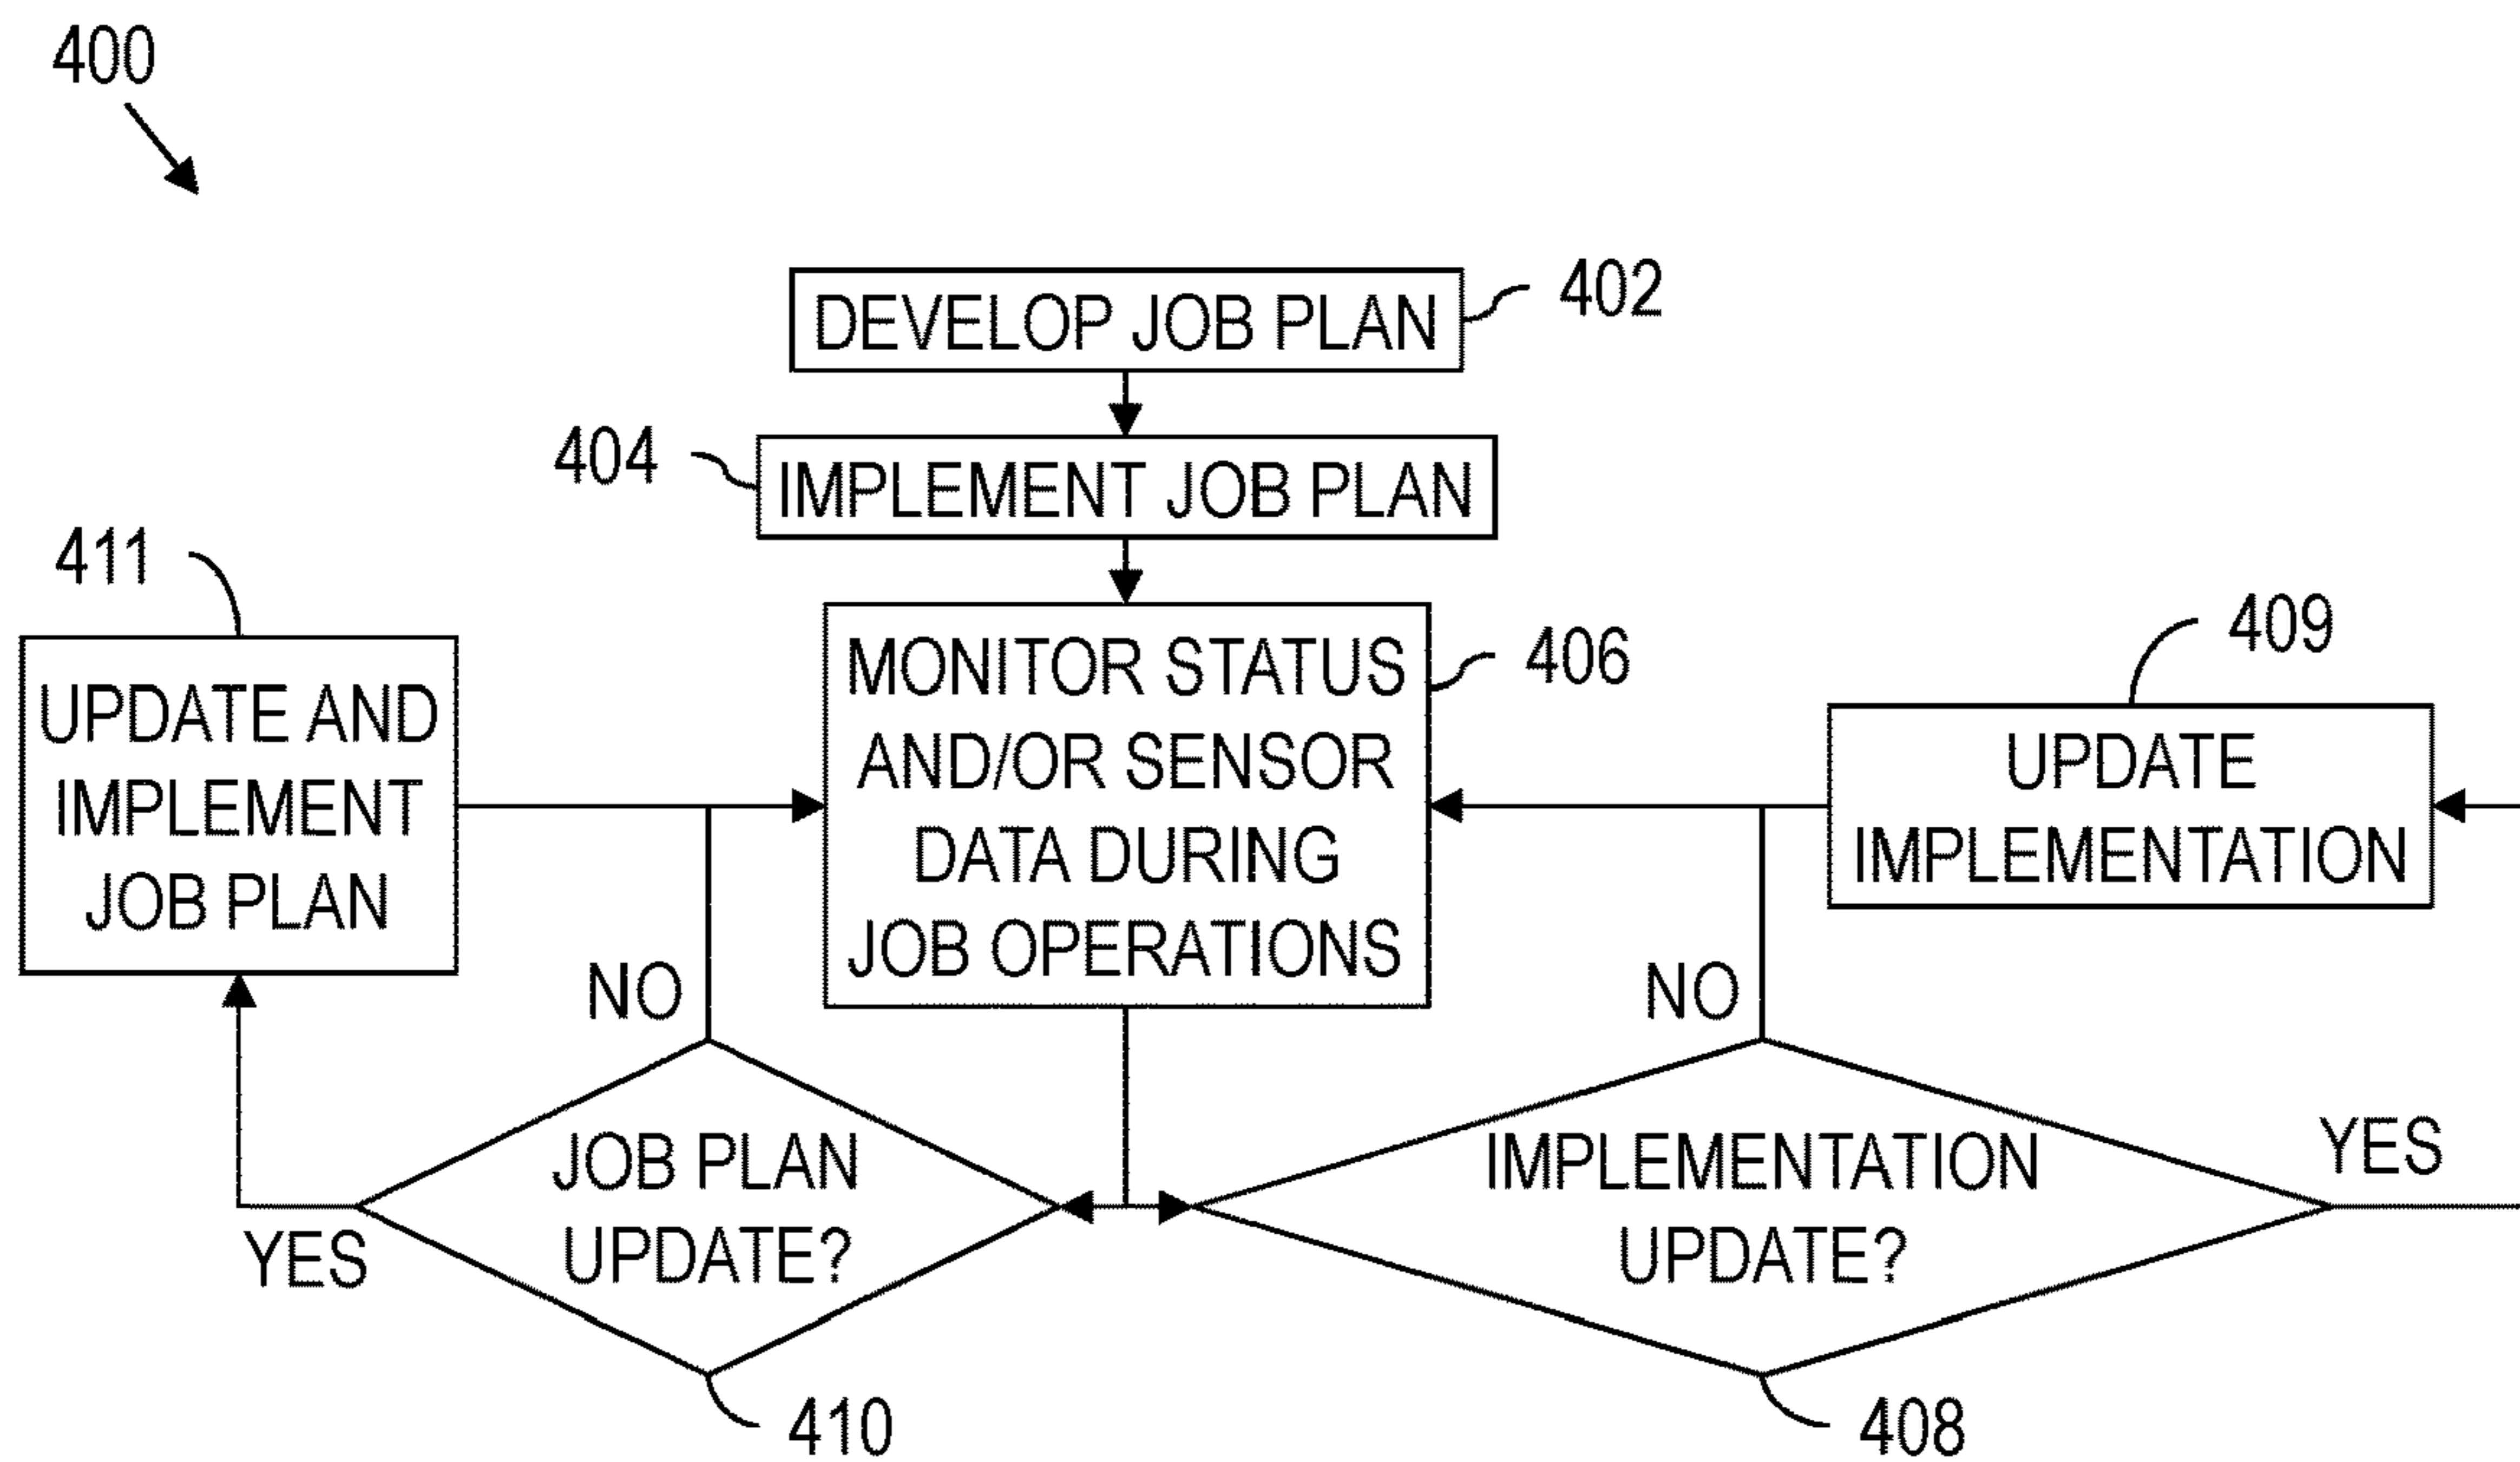 400
DEVELOP JOB PLAN
402
404
IMPLEMENT JOB PLAN
411
UPDATE AND
IMPLEMENT
JOB PLAN
MONITOR STATUS
AND/OR SENSOR
DATA DURING
JOB OPERATIONS
406
409
UPDATE
IMPLEMENTATION
NO
NO
JOB PLAN
UPDATE?
YES
IMPLEMENTATION
UPDATE?
YES
410
408